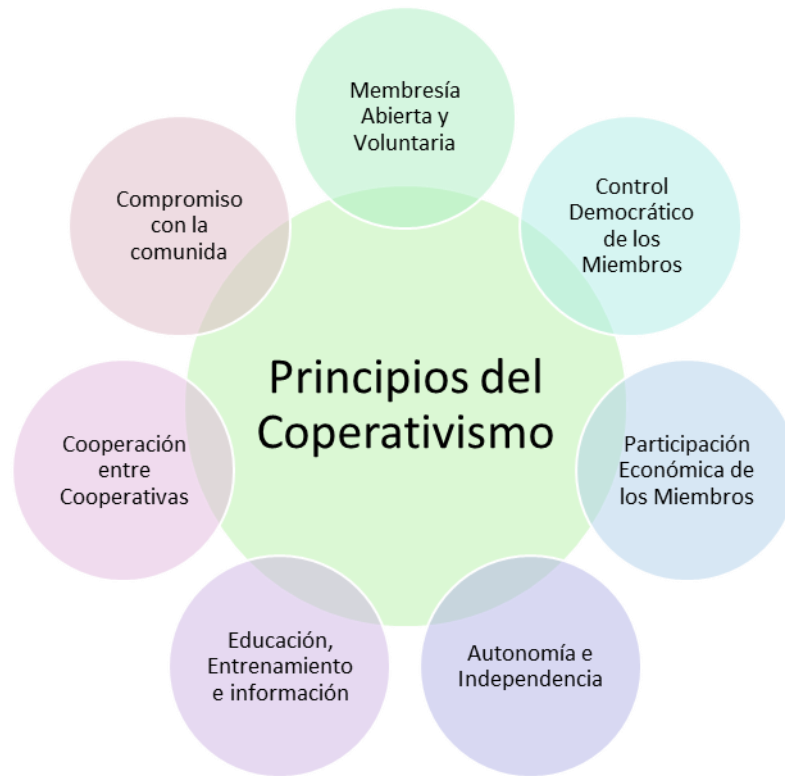 Membresía
Abierta y
Voluntaria
Control
Democrático
de los
Miembros
Participación
Económica de
los Miembros
Autonomía e
Independencia
Educación,
Entrenamiento
e información
Cooperación
entre
Cooperativas
Compromiso
con la
comunida
Principios del
Coperativismo